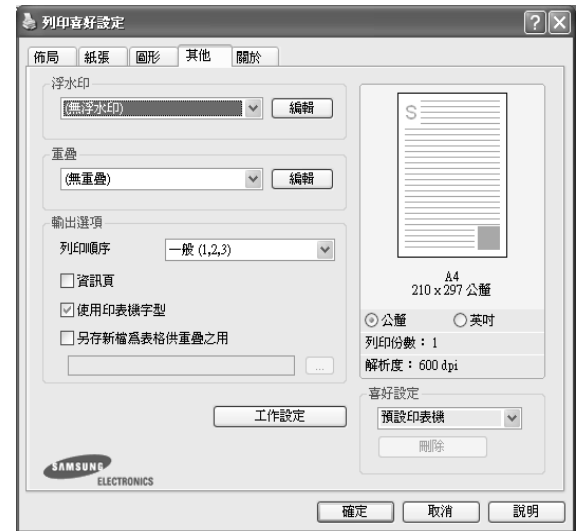 列印喜好設定
佈局 紙張 圖形 其他 關於
浮水印
(無浮水印) 編輯
重疊
(無重疊) 編輯
輸出選項
列印順序 一般 (1,2,3)
資訊頁
使用印表機字型
另存新檔爲表格供重疊之用
...
工作設定
SAMSUNG
ELECTRONICS
S
A4
210 x 297 公釐
公釐 英吋
列印份數：1
解析度：600 dpi
喜好設定
預設印表機
刪除
確定 取消 説明